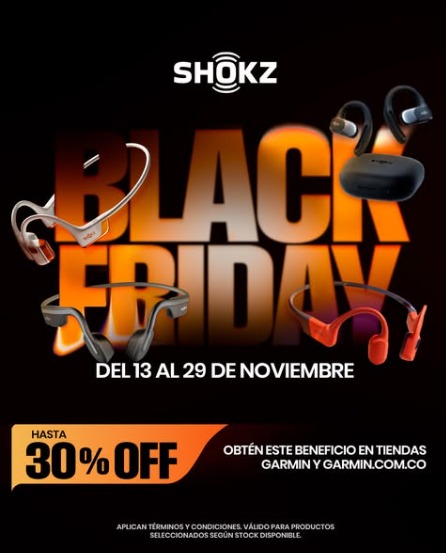 SHOKZ
BLACK
FRIDAY
DEL 13 AL 29 DE NOVIEMBRE
HASTA
30% OFF
OBTÉN ESTE BENEFICIO EN TIENDAS
GARMIN Y GARMIN.COM.CO
APLICAN TÉRMINOS Y CONDICIONES. VÁLIDO PARA PRODUCTOS
SELECCIONADOS SEGÚN STOCK DISPONIBLE.